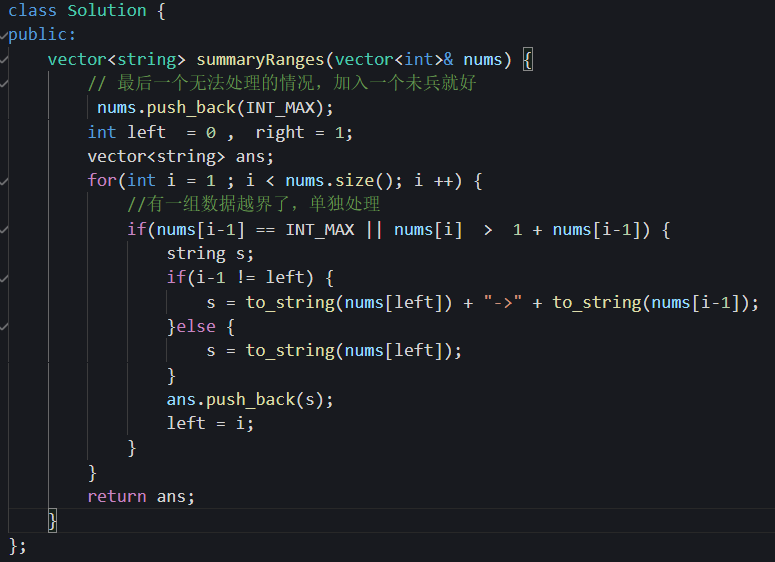 class Solution {
public:
    vector<string> summaryRanges(vector<int>& nums) {
        // 最后一个无法处理的情况，加入一个未兵就好
         nums.push_back(INT_MAX);
        int left  = 0 ,  right = 1;
        vector<string> ans;
        for(int i = 1 ; i < nums.size(); i ++) {
            //有一组数据越界了，单独处理
            if(nums[i-1] == INT_MAX || nums[i]  >  1 + nums[i-1]) {
                string s;
                if(i-1 != left) {
                    s = to_string(nums[left]) + "->" + to_string(nums[i-1]);
                }else {
                    s = to_string(nums[left]);
                }
                ans.push_back(s);
                left = i;
            }
        }
        return ans;
    }
};